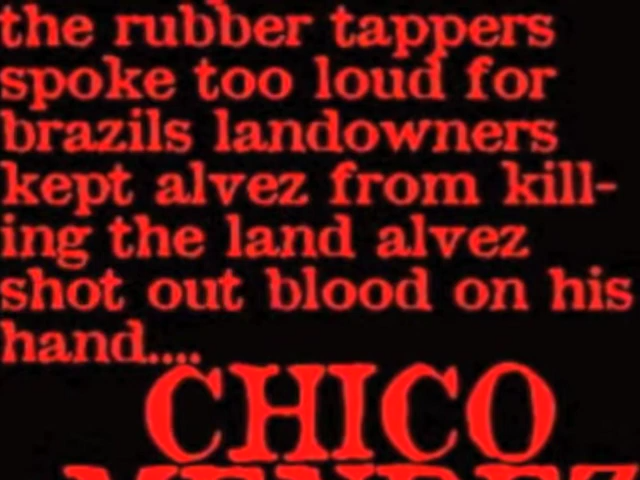 the rubber tappers
spoke too loud for
brazils landowners
kept alvez from kill-
ing the land alvez
shot out blood on his
hand....
CHICO
MENDEZ